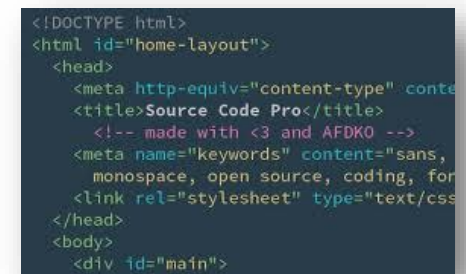 <!DOCTYPE html>
<html id="home-layout">
<head>
<meta http-equiv="content-type" conte
<title>Source Code Pro</title>
<!-- made with <3 and AFDKO -->
<meta name="keywords" content="sans,
monospace, open source, coding, fon
<link rel="stylesheet" type="text/css
</head>
<body>
<div id="main">